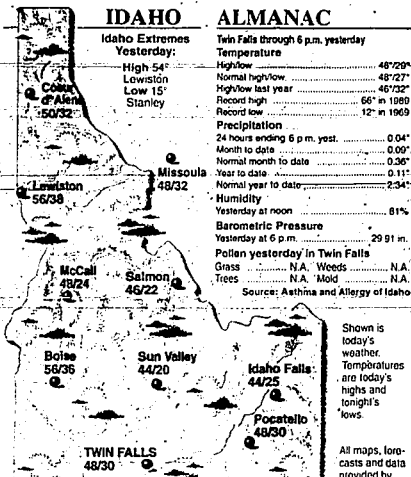 IDAHO ALMANAC
Idaho Extremes
Yesterday:
High 54°
Lewiston
Low 15°
Stanley
Coeur
d'Alene
50/32
Missoula
48/32
Lewiston
56/38
McCall
48/24
Salmon
46/22
Boise
56/36
Sun Valley
44/20
Idaho Falls
44/25
Pocatello
48/30
TWIN FALLS
48/30
Twin Falls through 6 p.m. yesterday
Temperature
High/low 48°/29°
Normal high/low 48°/27°
High/low last year 46°/32°
Record high 66° in 1989
Record low 12° in 1969
Precipitation
24 hours ending 6 p.m. yest. 0.04"
Month to date 0.09"
Normal month to date 0.36"
Year to date 0.11"
Normal year to date 2.34"
Humidity
Yesterday at noon 81%
Barometric Pressure
Yesterday at 6 p.m. 29.91 in.
Pollen yesterday in Twin Falls
Grass N.A. Weeds N.A.
Trees N.A. Mold N.A.
Source: Asthma and Allergy of Idaho
Shown is
today's
weather.
Temperatures
are today's
highs and
tonight's
lows.
All maps, fore-
casts and data
provided by